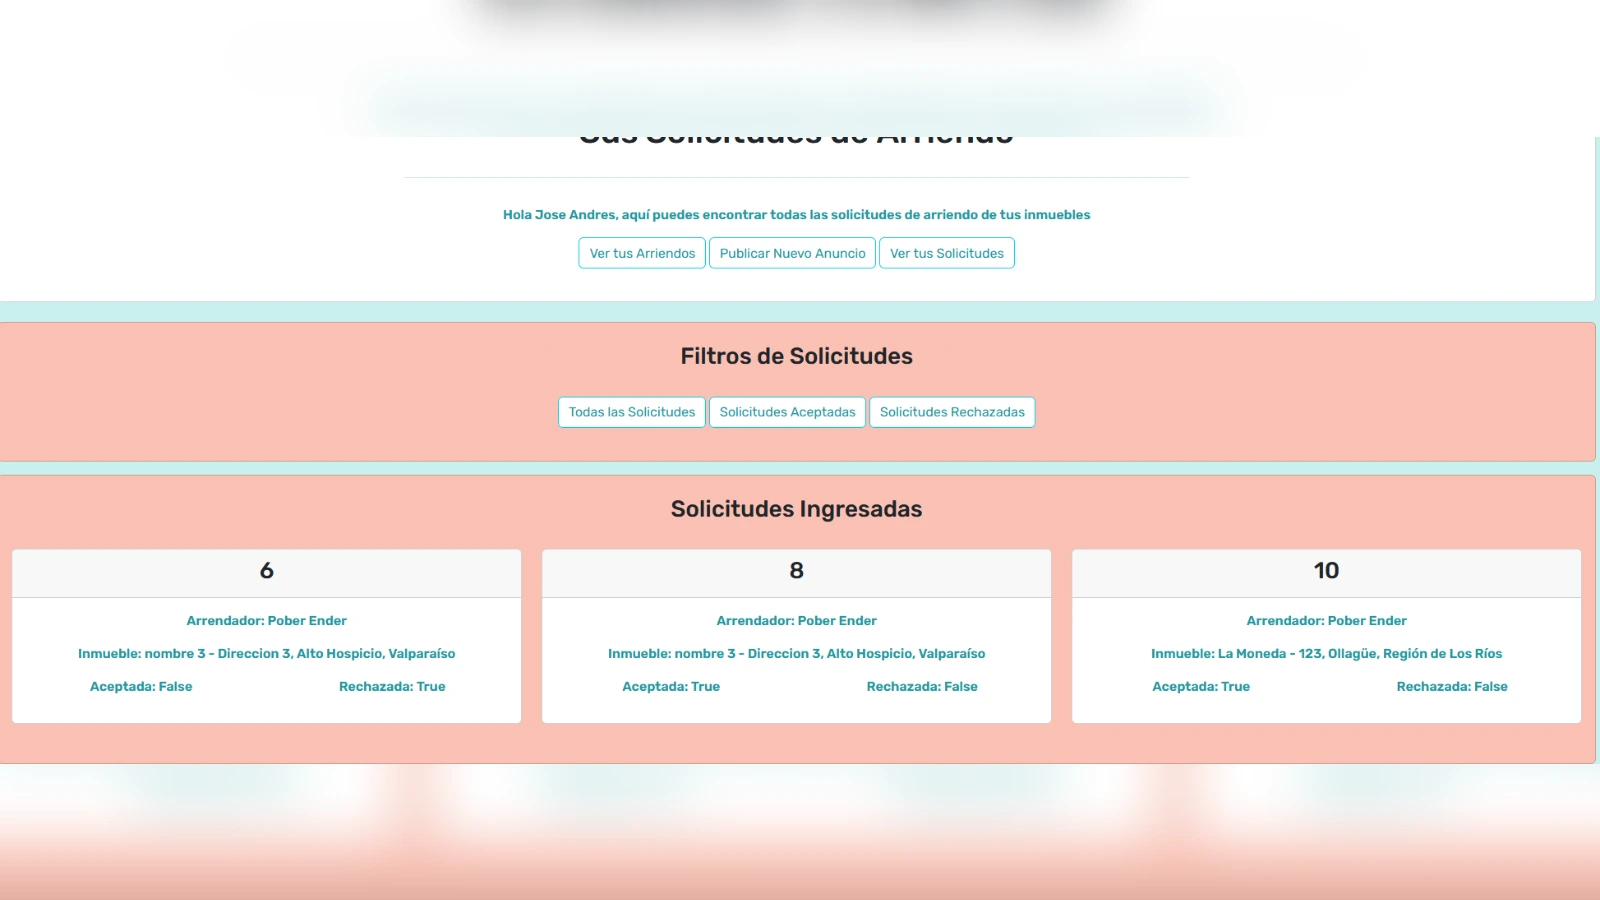 Sus Solicitudes de Arriendo
Hola Jose Andres, aquí puedes encontrar todas las solicitudes de arriendo de tus inmuebles
Ver tus Arriendos Publicar Nuevo Anuncio Ver tus Solicitudes
Filtros de Solicitudes
Todas las Solicitudes Solicitudes Aceptadas Solicitudes Rechazadas
Solicitudes Ingresadas
6
Arrendador: Pober Ender
Inmueble: nombre 3 - Direccion 3, Alto Hospicio, Valparaíso
Aceptada: False Rechazada: True
8
Arrendador: Pober Ender
Inmueble: nombre 3 - Direccion 3, Alto Hospicio, Valparaíso
Aceptada: True Rechazada: False
10
Arrendador: Pober Ender
Inmueble: La Moneda - 123, Ollagüe, Región de Los Ríos
Aceptada: True Rechazada: False